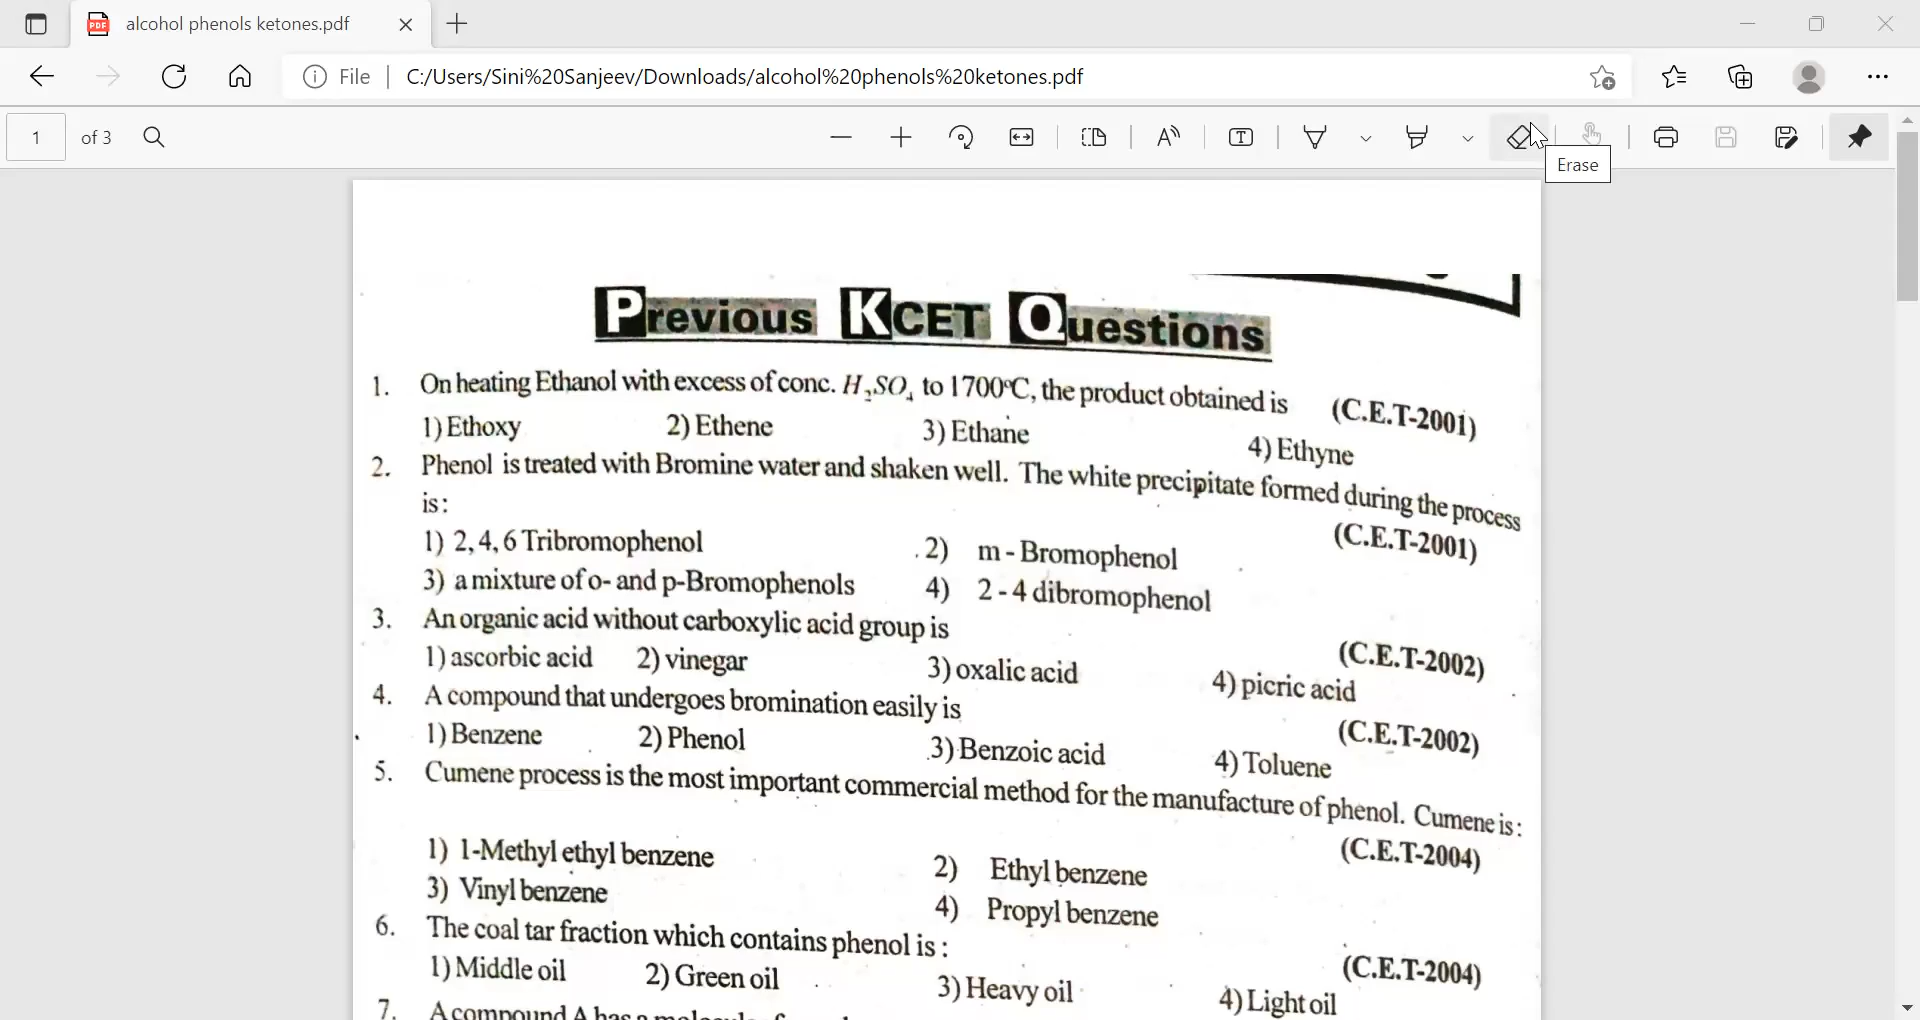 alcohol phenols ketones.pdf
File C:/Users/Sini%20Sanjeev/Downloads/alcohol%20phenols%20ketones.pdf
1 of 3
Erase
Previous KCET Questions
1. On heating Ethanol with excess of conc. H₂SO₄ to 1700°C, the product obtained is (C.E.T-2001)
1) Ethoxy 2) Ethene 3) Ethane 4) Ethyne
2. Phenol is treated with Bromine water and shaken well. The white precipitate formed during the process
is: (C.E.T-2001)
1) 2, 4, 6 Tribromophenol 2) m - Bromophenol
3) a mixture of o- and p-Bromophenols 4) 2 - 4 dibromophenol
3. An organic acid without carboxylic acid group is (C.E.T-2002)
1) ascorbic acid 2) vinegar 3) oxalic acid 4) picric acid
4. A compound that undergoes bromination easily is (C.E.T-2002)
1) Benzene 2) Phenol 3) Benzoic acid 4) Toluene
5. Cumene process is the most important commercial method for the manufacture of phenol. Cumene is :
(C.E.T-2004)
1) 1-Methyl ethyl benzene 2) Ethyl benzene
3) Vinyl benzene 4) Propyl benzene
6. The coal tar fraction which contains phenol is : (C.E.T-2004)
1) Middle oil 2) Green oil 3) Heavy oil 4) Light oil
7. A compound A has a